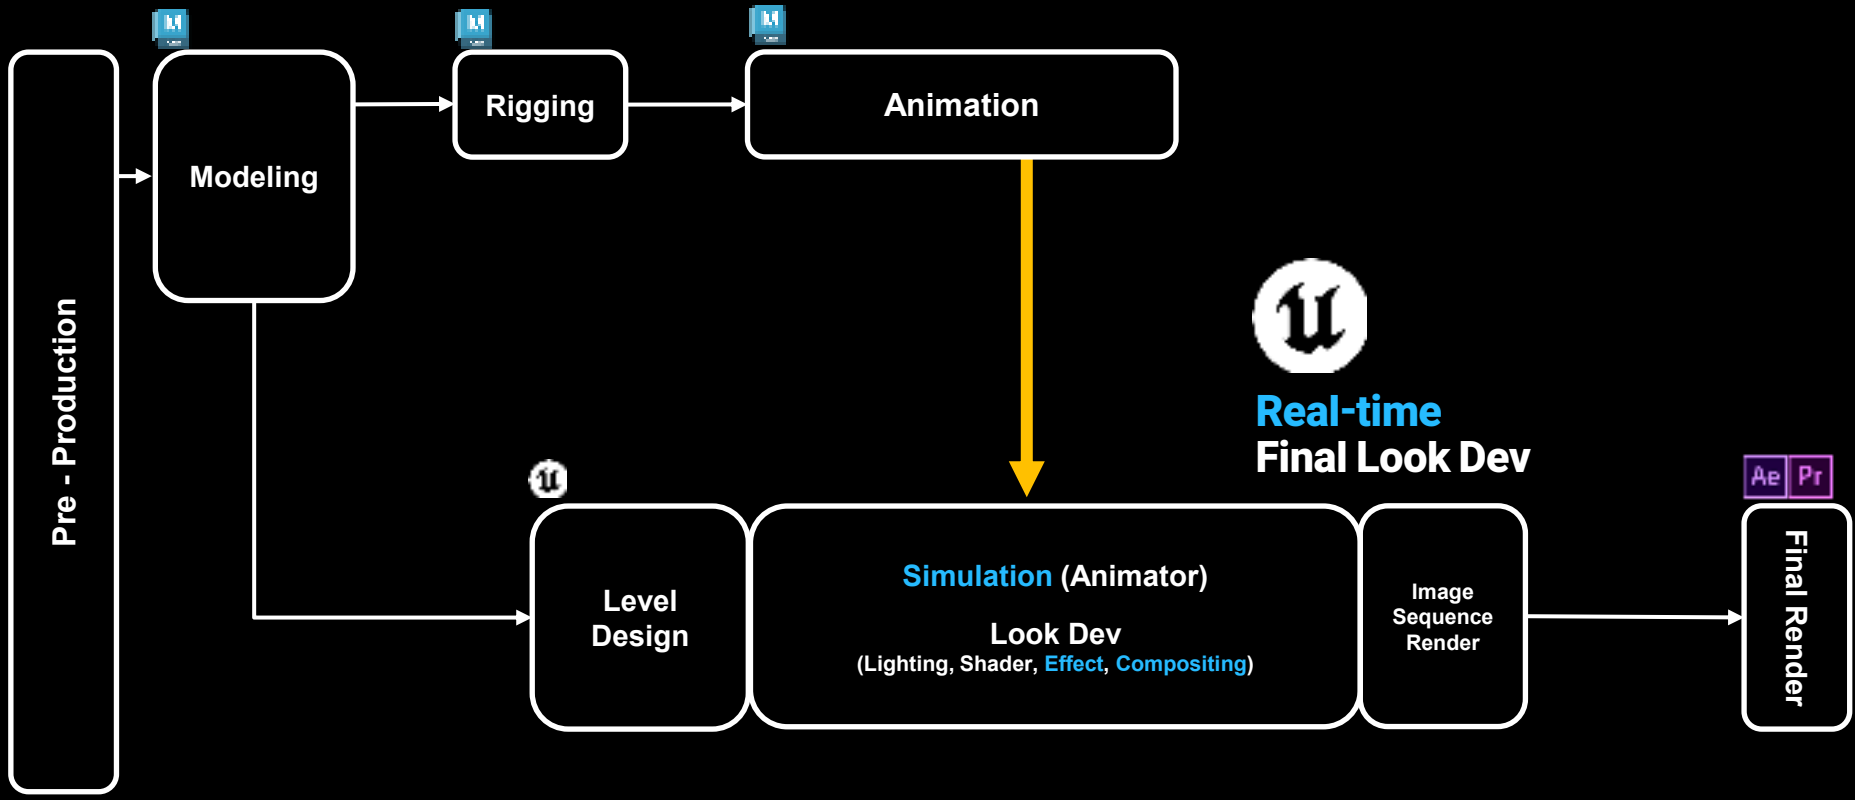 Pre - Production
Modeling
Rigging
Animation
Real-time
Final Look Dev
Level
Design
Simulation (Animator)
Look Dev
(Lighting, Shader, Effect, Compositing)
Image
Sequence
Render
Ae Pr
Final Render